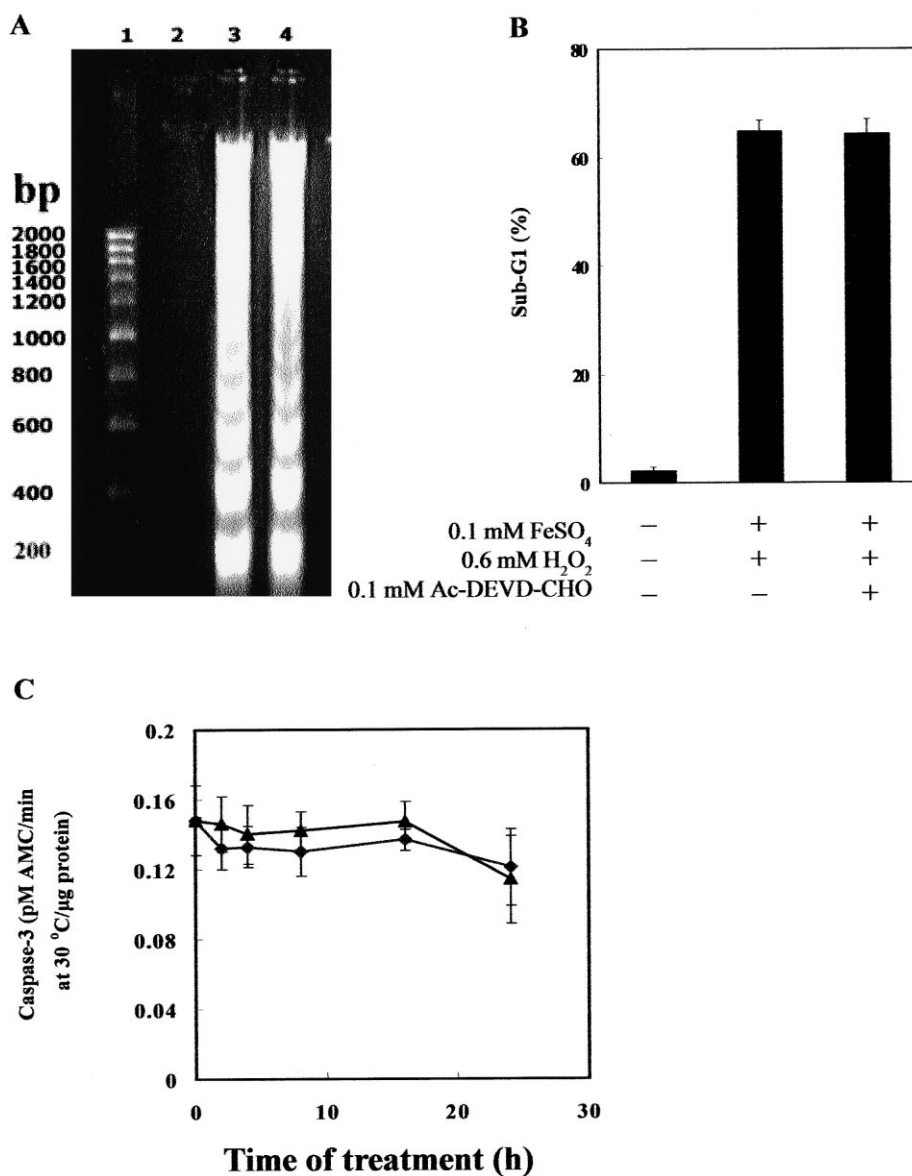 A
1 2 3 4
bp
2000
1800
1600
1400
1200
1000
800
600
400
200
B
80
60
40
20
0
Sub-G1 (%)
0.1 mM FeSO₄ − + +
0.6 mM H₂O₂ − + +
0.1 mM Ac-DEVD-CHO − − +
C
0.2
0.16
0.12
0.08
0.04
0
Caspase-3 (pM AMC/min
at 30 °C/µg protein)
0 10 20 30
Time of treatment (h)